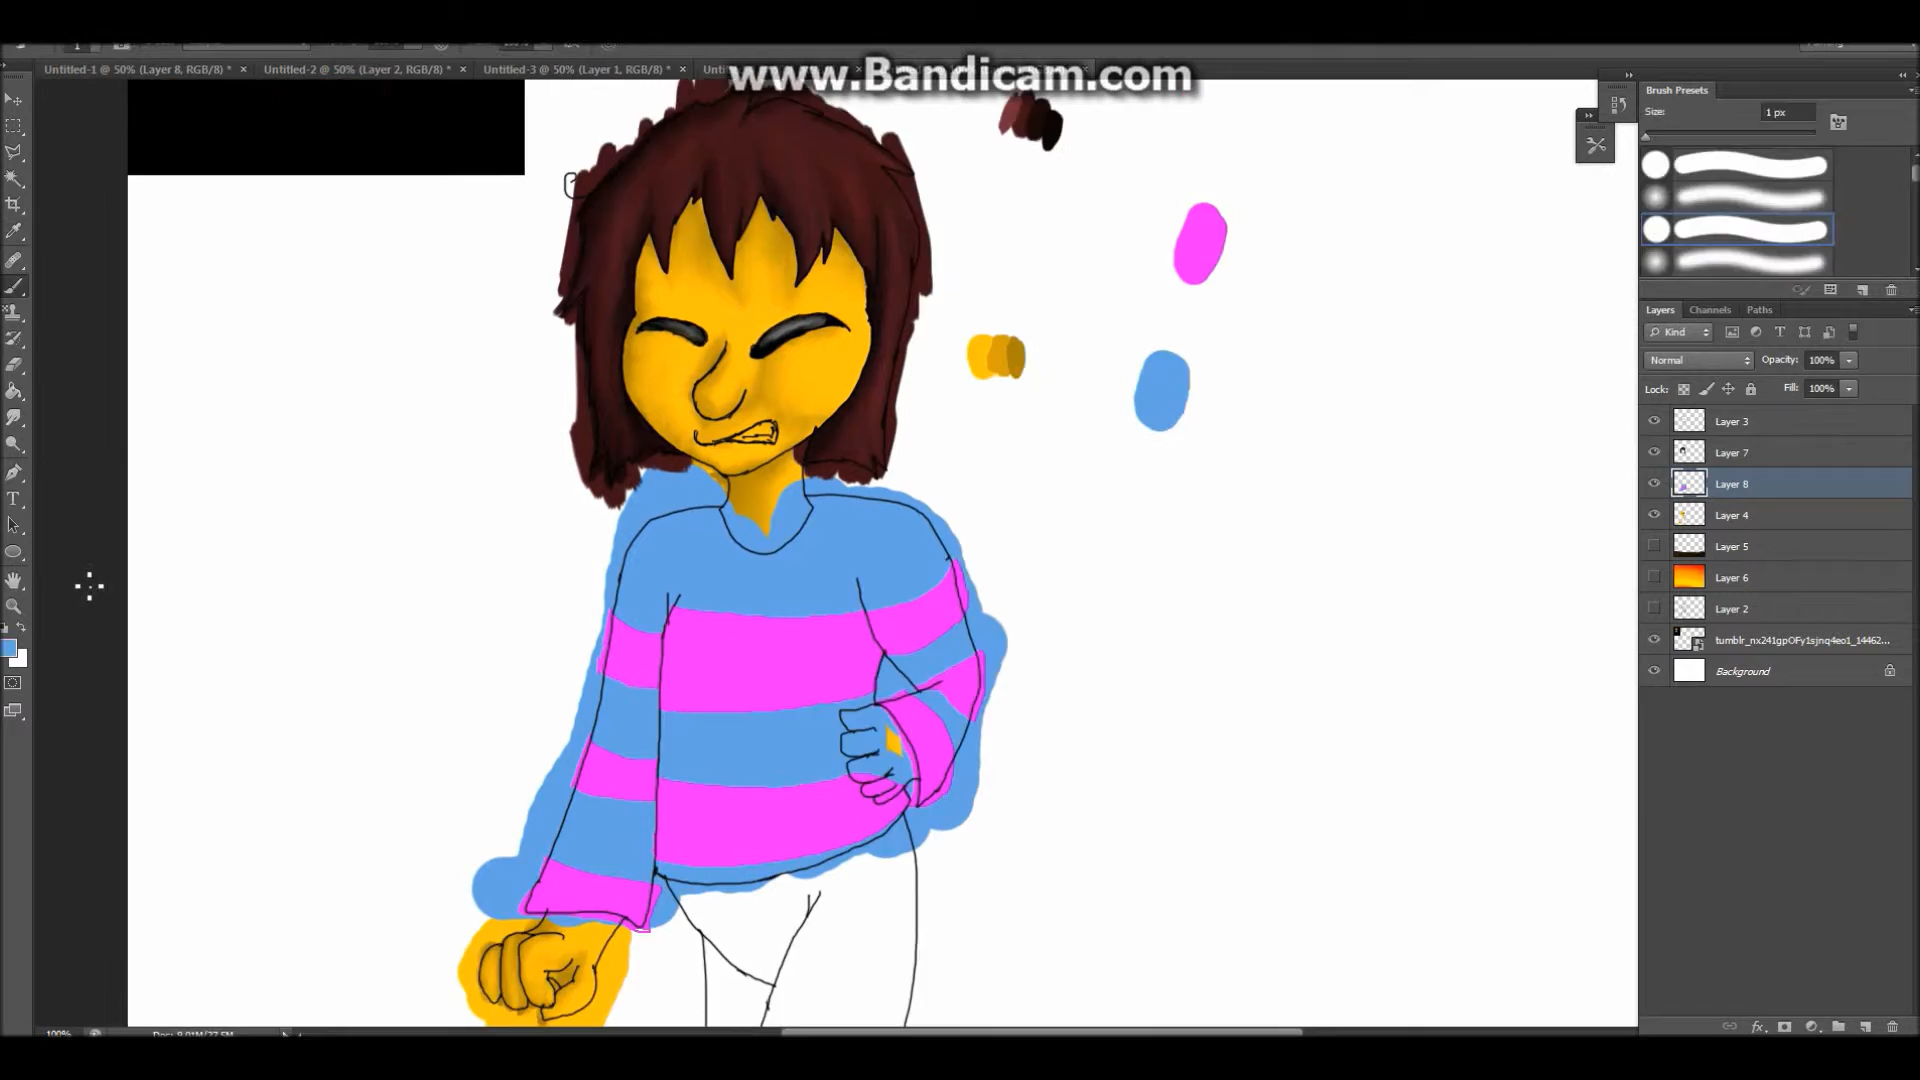 Untitled-1 @ 50% (Layer 8, RGB/8) * × Untitled-2 @ 50% (Layer 2, RGB/8) * × Untitled-3 @ 50% (Layer 1, RGB/8) * ×
www.Bandicam.com
Brush Presets
Size: 1 px
Layers Channels Paths
Kind
Normal Opacity: 100%
Lock: Fill: 100%
Layer 3
Layer 7
Layer 8
Layer 4
Layer 5
Layer 6
Layer 2
tumblr_nx241gpOFy1sjnq4eo1_14462...
Background